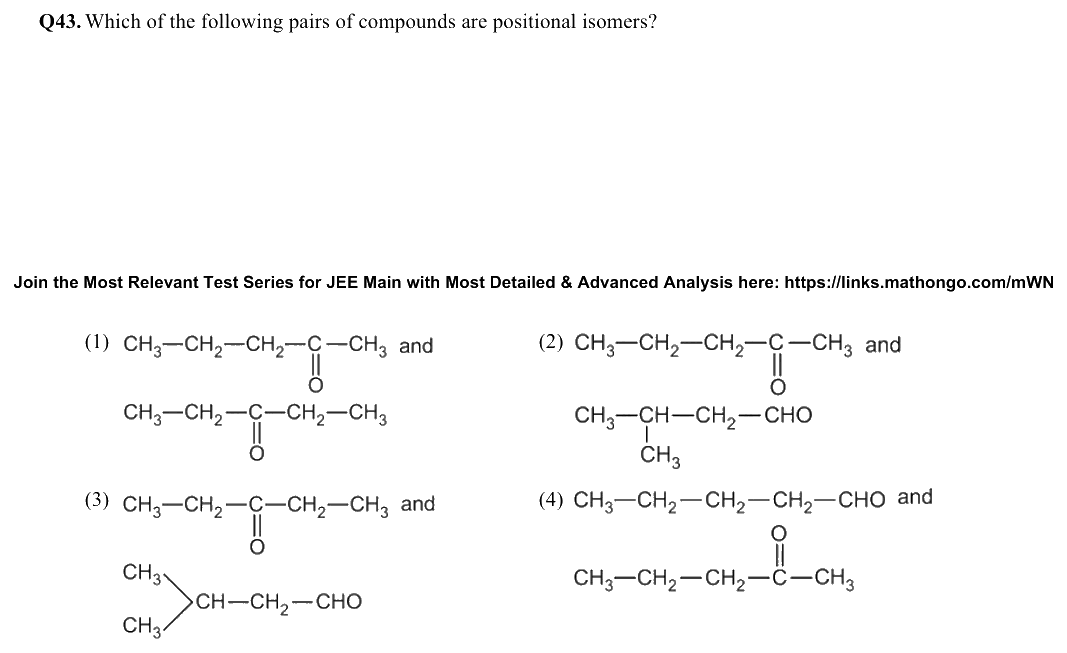 Q43. Which of the following pairs of compounds are positional isomers?
Join the Most Relevant Test Series for JEE Main with Most Detailed & Advanced Analysis here: https://links.mathongo.com/mWN
(1) CH₃—CH₂—CH₂—C—CH₃ and
O
CH₃—CH₂—C—CH₂—CH₃
O
(2) CH₃—CH₂—CH₂—C—CH₃ and
O
CH₃—CH—CH₂—CHO
CH₃
(3) CH₃—CH₂—C—CH₂—CH₃ and
O
CH₃
CH—CH₂—CHO
CH₃
(4) CH₃—CH₂—CH₂—CH₂—CHO and
O
CH₃—CH₂—CH₂—C—CH₃